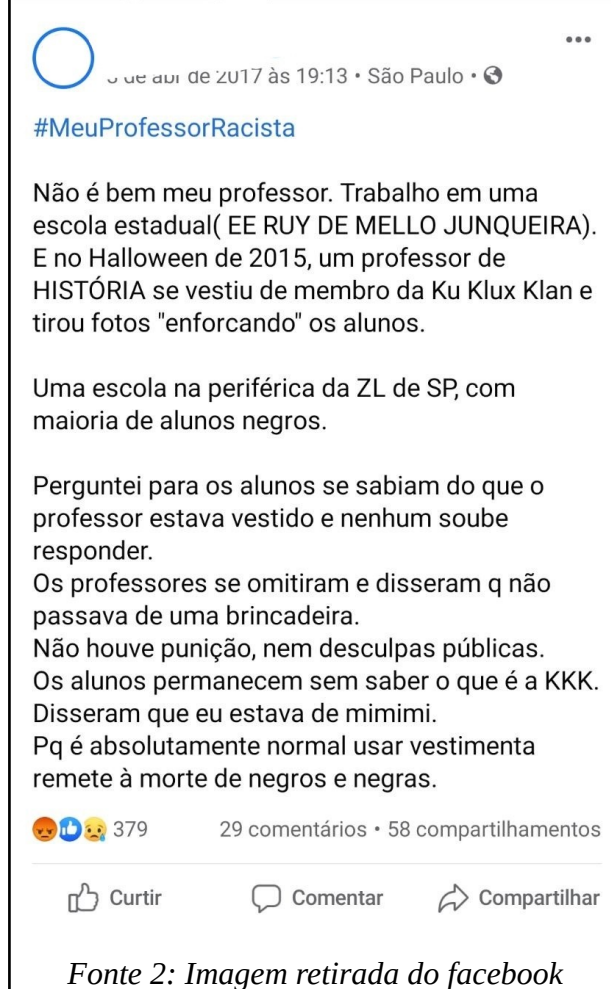 de abr de 2017 às 19:13 • São Paulo •
#MeuProfessorRacista
Não é bem meu professor. Trabalho em uma
escola estadual( EE RUY DE MELLO JUNQUEIRA).
E no Halloween de 2015, um professor de
HISTÓRIA se vestiu de membro da Ku Klux Klan e
tirou fotos "enforcando" os alunos.
Uma escola na periférica da ZL de SP, com
maioria de alunos negros.
Perguntei para os alunos se sabiam do que o
professor estava vestido e nenhum soube
responder.
Os professores se omitiram e disseram q não
passava de uma brincadeira.
Não houve punição, nem desculpas públicas.
Os alunos permanecem sem saber o que é a KKK.
Disseram que eu estava de mimimi.
Pq é absolutamente normal usar vestimenta
remete à morte de negros e negras.
379 29 comentários • 58 compartilhamentos
Curtir Comentar Compartilhar
Fonte 2: Imagem retirada do facebook